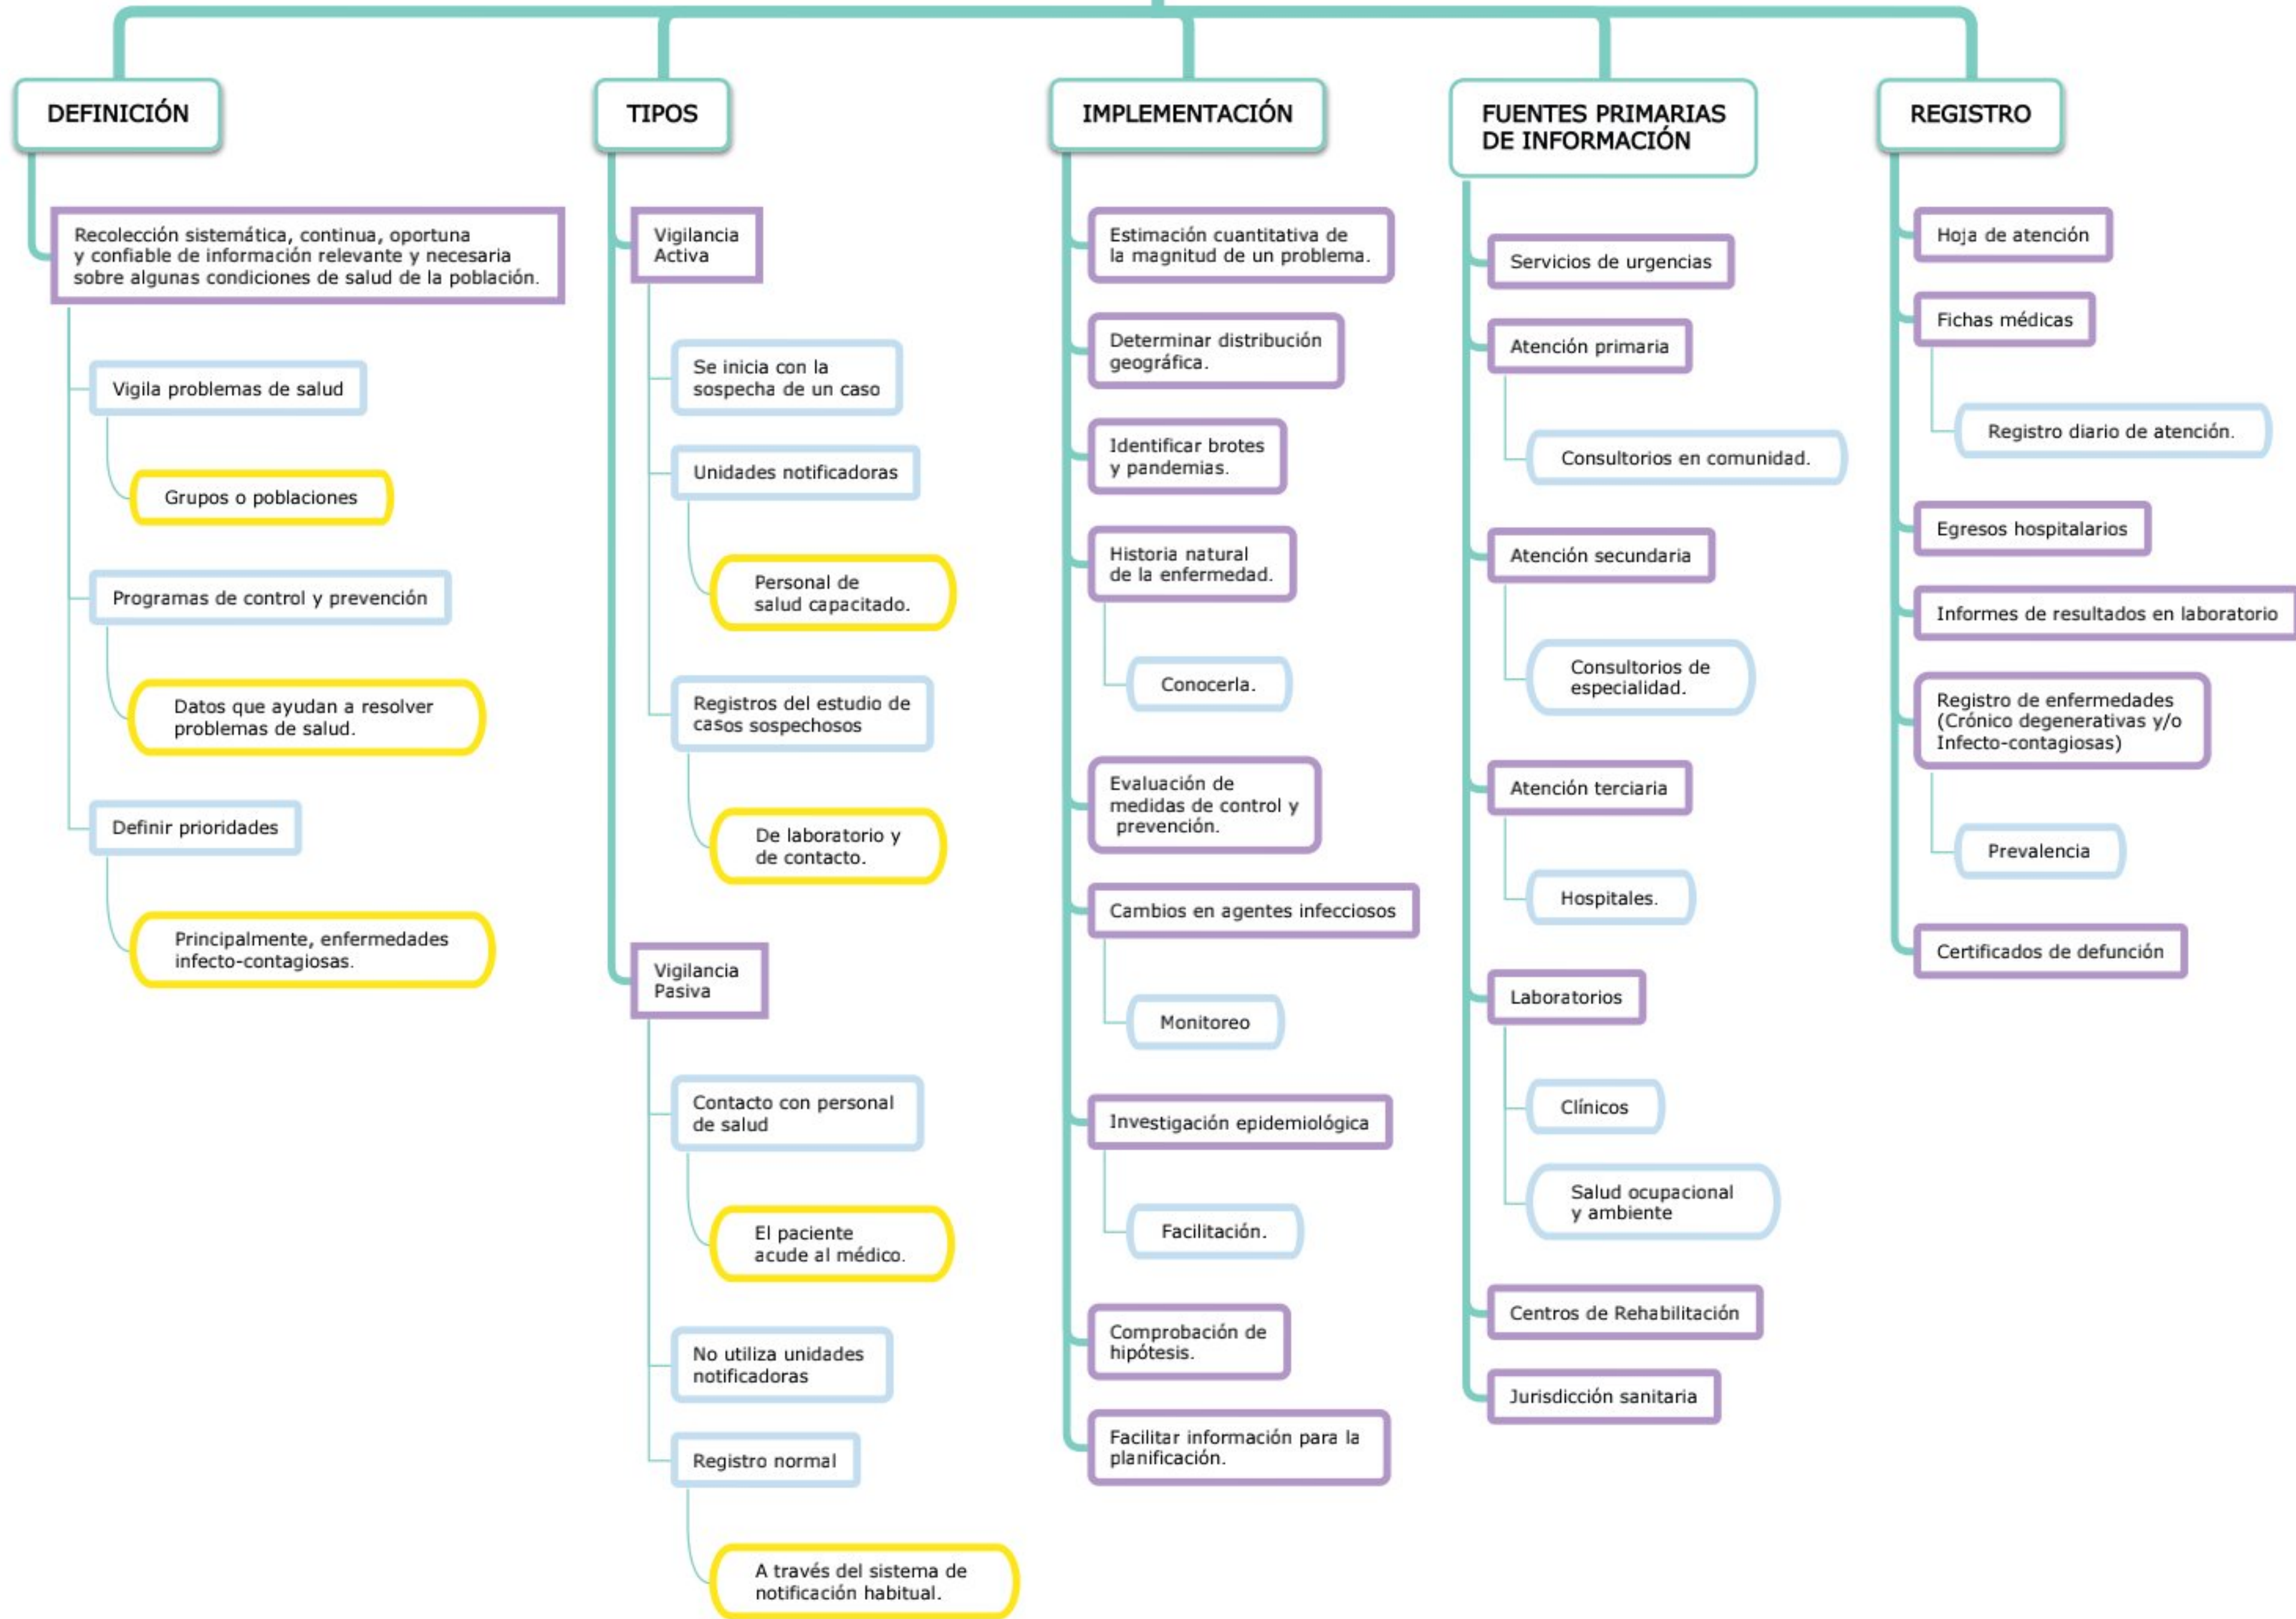 DEFINICIÓN
Recolección sistemática, continua, oportuna
y confiable de información relevante y necesaria
sobre algunas condiciones de salud de la población.
Vigila problemas de salud
Grupos o poblaciones
Programas de control y prevención
Datos que ayudan a resolver
problemas de salud.
Definir prioridades
Principalmente, enfermedades
infecto-contagiosas.
TIPOS
Vigilancia
Activa
Se inicia con la
sospecha de un caso
Unidades notificadoras
Personal de
salud capacitado.
Registros del estudio de
casos sospechosos
De laboratorio y
de contacto.
Vigilancia
Pasiva
Contacto con personal
de salud
El paciente
acude al médico.
No utiliza unidades
notificadoras
Registro normal
A través del sistema de
notificación habitual.
IMPLEMENTACIÓN
Estimación cuantitativa de
la magnitud de un problema.
Determinar distribución
geográfica.
Identificar brotes
y pandemias.
Historia natural
de la enfermedad.
Conocerla.
Evaluación de
medidas de control y
prevención.
Cambios en agentes infecciosos
Monitoreo
Investigación epidemiológica
Facilitación.
Comprobación de
hipótesis.
Facilitar información para la
planificación.
FUENTES PRIMARIAS
DE INFORMACIÓN
Servicios de urgencias
Atención primaria
Consultorios en comunidad.
Atención secundaria
Consultorios de
especialidad.
Atención terciaria
Hospitales.
Laboratorios
Clínicos
Salud ocupacional
y ambiente
Centros de Rehabilitación
Jurisdicción sanitaria
REGISTRO
Hoja de atención
Fichas médicas
Registro diario de atención.
Egresos hospitalarios
Informes de resultados en laboratorio
Registro de enfermedades
(Crónico degenerativas y/o
Infecto-contagiosas)
Prevalencia
Certificados de defunción